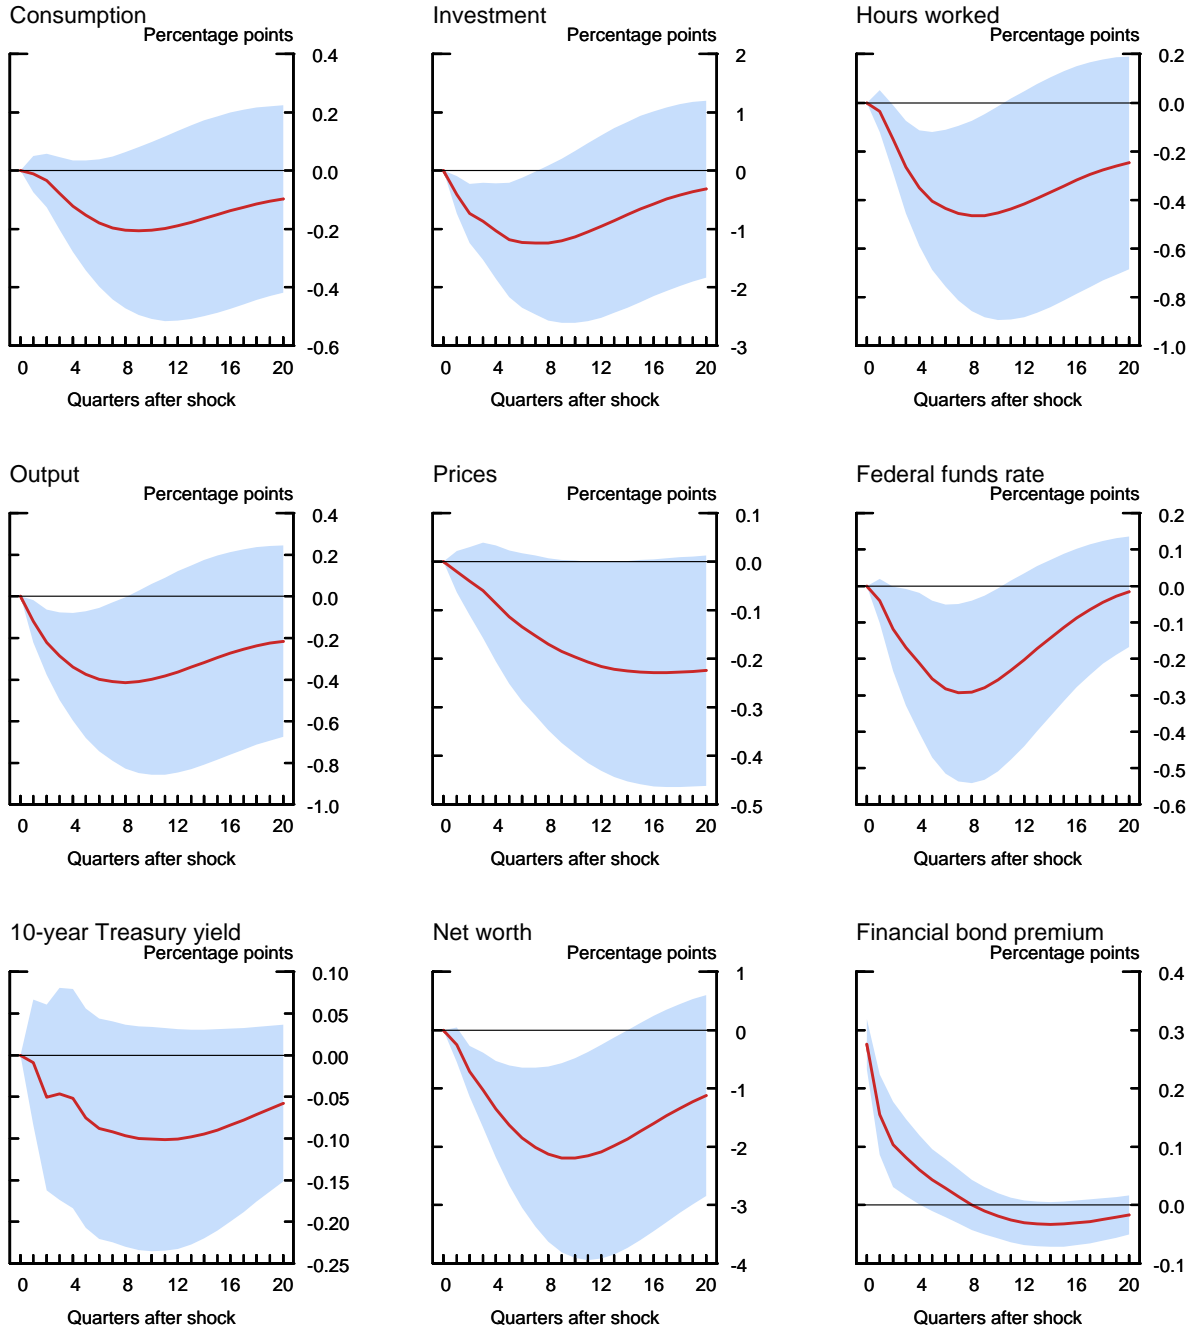 Consumption
Percentage points
0.4
0.2
0.0
-0.2
-0.4
-0.6
0 4 8 12 16 20
Quarters after shock
Investment
Percentage points
2
1
0
-1
-2
-3
0 4 8 12 16 20
Quarters after shock
Hours worked
Percentage points
0.2
0.0
-0.2
-0.4
-0.6
-0.8
-1.0
0 4 8 12 16 20
Quarters after shock
Output
Percentage points
0.4
0.2
0.0
-0.2
-0.4
-0.6
-0.8
-1.0
0 4 8 12 16 20
Quarters after shock
Prices
Percentage points
0.1
0.0
-0.1
-0.2
-0.3
-0.4
-0.5
0 4 8 12 16 20
Quarters after shock
Federal funds rate
Percentage points
0.2
0.1
0.0
-0.1
-0.2
-0.3
-0.4
-0.5
-0.6
0 4 8 12 16 20
Quarters after shock
10-year Treasury yield
Percentage points
0.10
0.05
0.00
-0.05
-0.10
-0.15
-0.20
-0.25
0 4 8 12 16 20
Quarters after shock
Net worth
Percentage points
1
0
-1
-2
-3
-4
0 4 8 12 16 20
Quarters after shock
Financial bond premium
Percentage points
0.4
0.3
0.2
0.1
0.0
-0.1
0 4 8 12 16 20
Quarters after shock